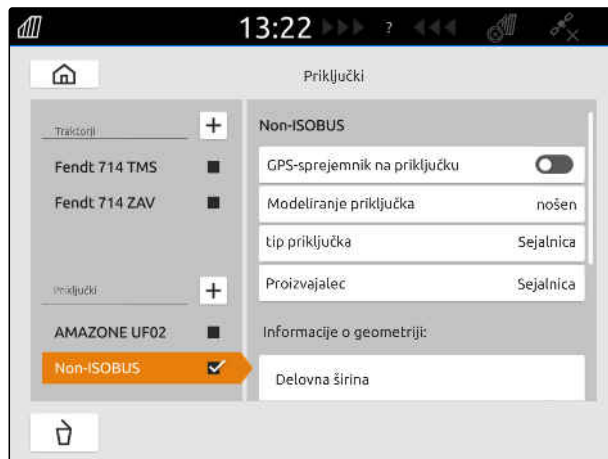 13:22 ?
Priključki
Traktorji
Fendt 714 TMS
Fendt 714 ZAV
Priključki
AMAZONE UF02
Non-ISOBUS
Non-ISOBUS
GPS-sprejemnik na priključku
Modeliranje priključka nošen
tip priključka Sejalnica
Proizvajalec Sejalnica
Informacije o geometriji:
Delovna širina